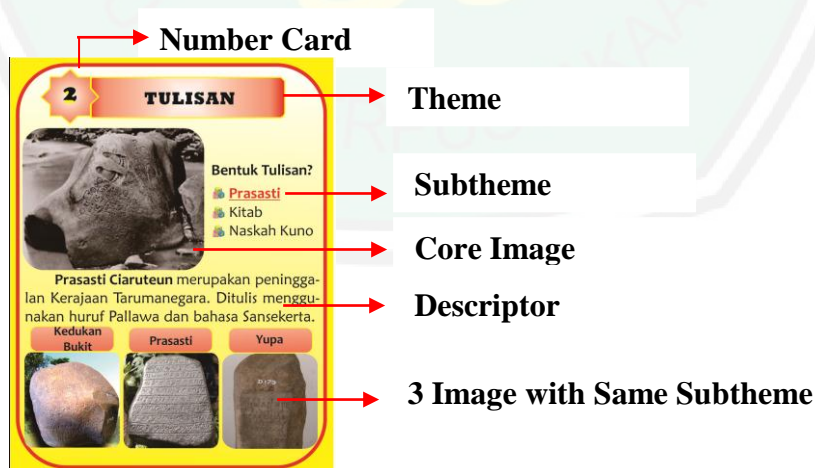 Number Card
2
TULISAN
Theme
Bentuk Tulisan?
Prasasti
Kitab
Naskah Kuno
Subtheme
Core Image
Prasasti Ciaruteun merupakan peningga-
lan Kerajaan Tarumanegara. Ditulis menggu-
nakan huruf Pallawa dan bahasa Sansekerta.
Descriptor
Kedukan
Bukit
Prasasti
Yupa
3 Image with Same Subtheme